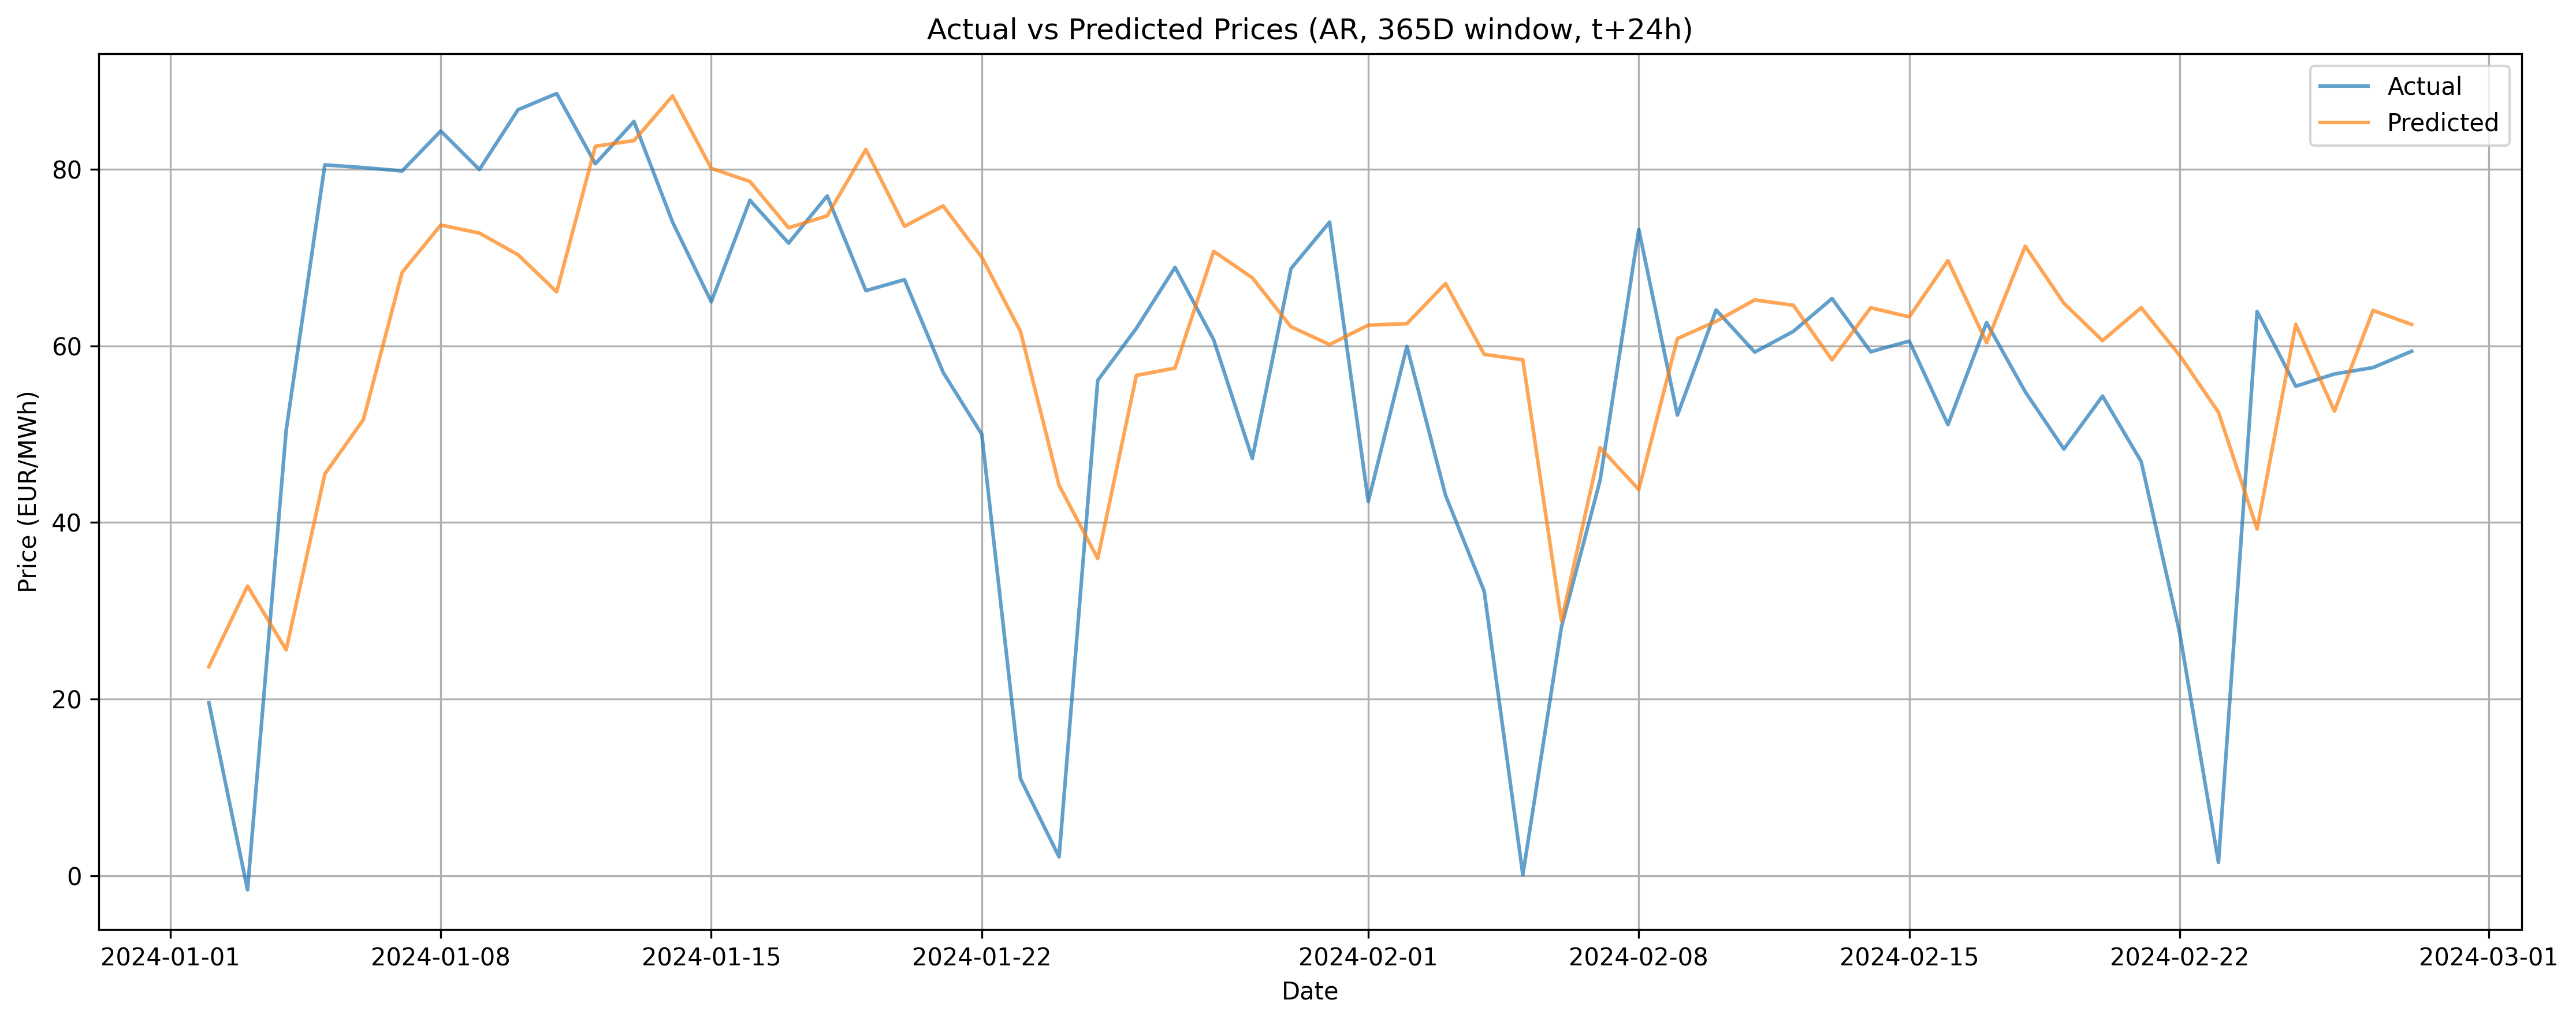 Actual vs Predicted Prices (AR, 365D window, t+24h)
Actual
Predicted
Price (EUR/MWh)
80
60
40
20
0
2024-01-01 2024-01-08 2024-01-15 2024-01-22 2024-02-01 2024-02-08 2024-02-15 2024-02-22 2024-03-01
Date